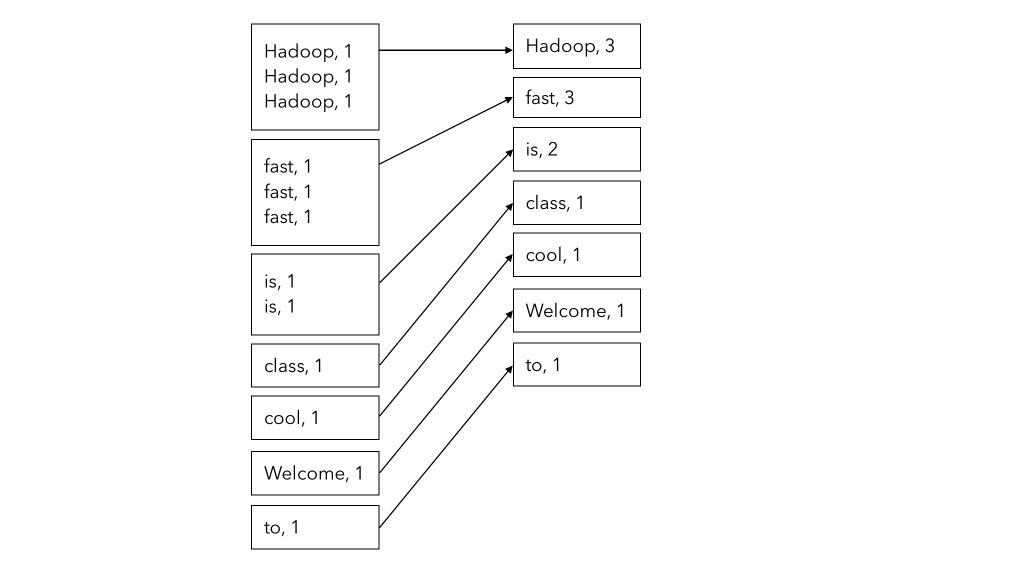 Hadoop, 1
Hadoop, 1
Hadoop, 1
fast, 1
fast, 1
fast, 1
is, 1
is, 1
class, 1
cool, 1
Welcome, 1
to, 1
Hadoop, 3
fast, 3
is, 2
class, 1
cool, 1
Welcome, 1
to, 1